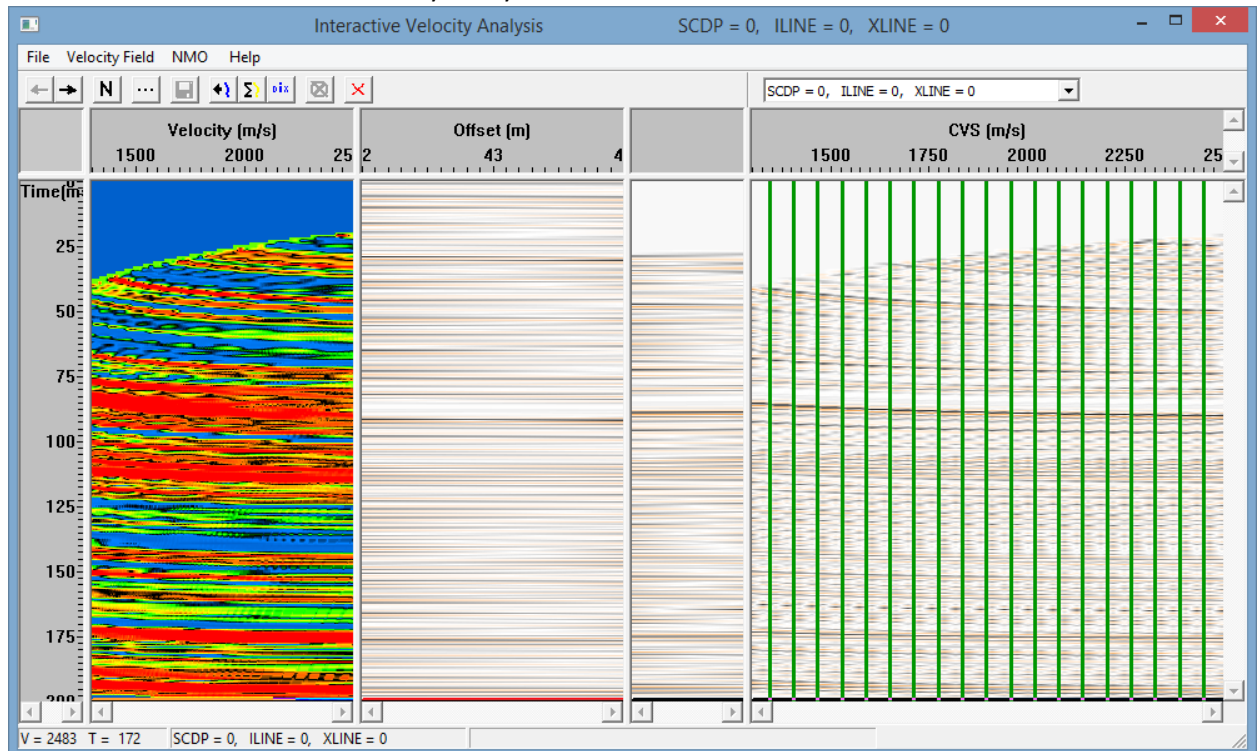 Interactive Velocity Analysis SCDP = 0, ILINE = 0, XLINE = 0
File Velocity Field NMO Help
N ... Σ Dix SCDP = 0, ILINE = 0, XLINE = 0
Velocity (m/s) Offset (m) CVS (m/s)
1500 2000 25 2 43 4 1500 1750 2000 2250 25
25
50
75
100
125
150
175
200
V = 2483 T = 172 SCDP = 0, ILINE = 0, XLINE = 0